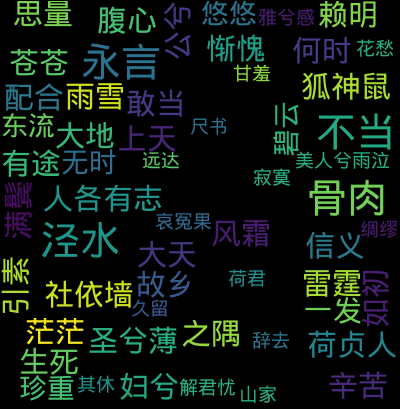 思量
腹心
公兮
悠悠
雅兮感
赖明
苍苍
永言
惭愧
何时
花愁
甘羞
狐神鼠
配合
雨雪
敢当
碧云
东流
大地
上天
尺书
不当
有途
无时
远达
美人兮雨泣
寂寞
满鬓
人各有志
骨肉
哀冤果
风霜
绸缪
泾水
大天
信义
引素
社依墙
故乡
荷君
雷霆
如初
久留
一发
茫茫
圣兮薄
之隅
辞去
荷贞人
生死
珍重
其休
妇兮
解君忧
山家
辛苦